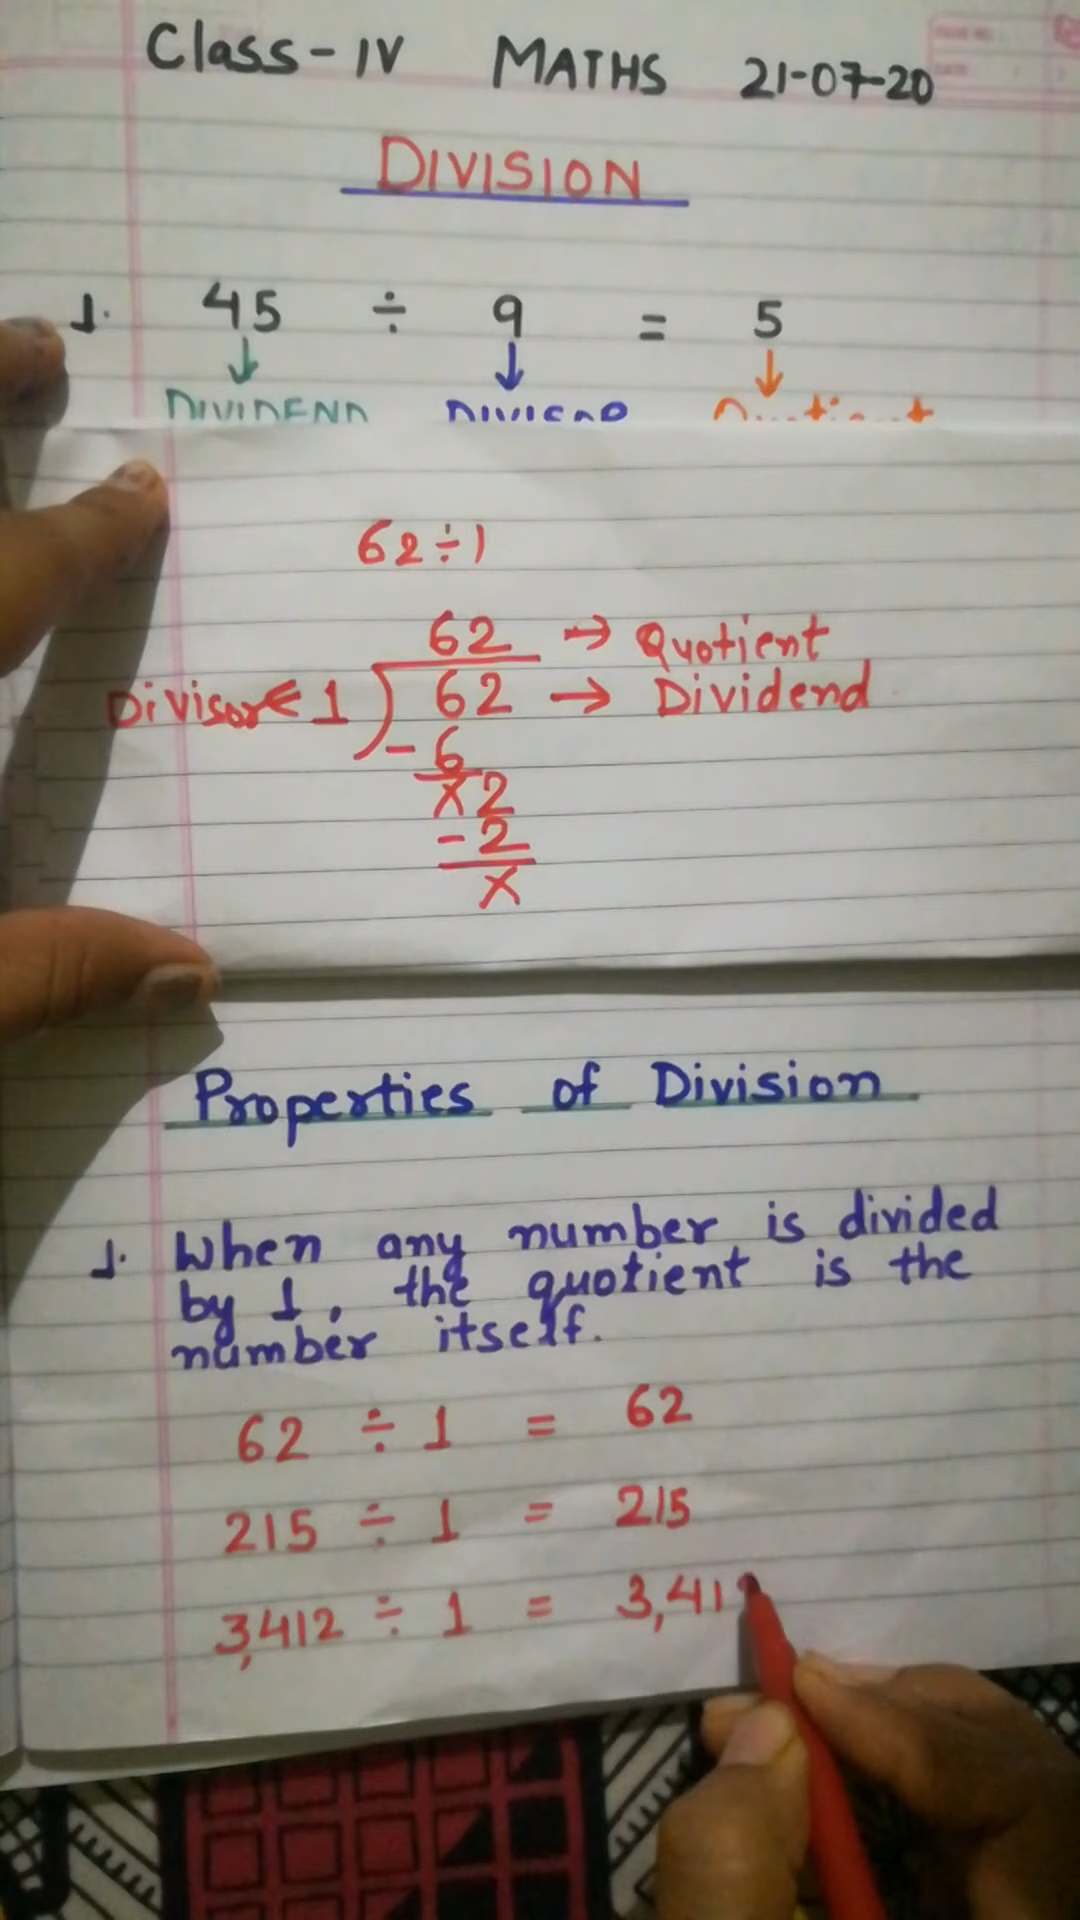 Class-IV MATHS 21-07-20
DIVISION
1. 45 ÷ 9 = 5
↓ ↓ ↓
DIVIDEND
62÷1
62 → Quotient
Divisor ← 1 ) 62 → Dividend
- 6
x 2
- 2
x
Properties of Division
1. When any number is divided
by 1, the quotient is the
number itself.
62 ÷ 1 = 62
215 ÷ 1 = 215
3,412 ÷ 1 = 3,41